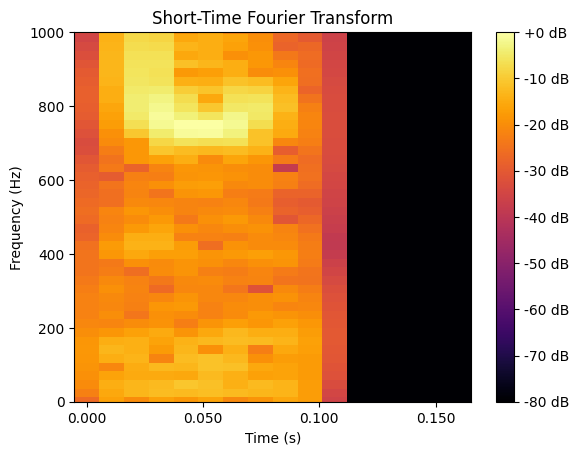 Short-Time Fourier Transform
1000
800
600
400
200
0
Frequency (Hz)
0.000
0.050
0.100
0.150
Time (s)
+0 dB
-10 dB
-20 dB
-30 dB
-40 dB
-50 dB
-60 dB
-70 dB
-80 dB